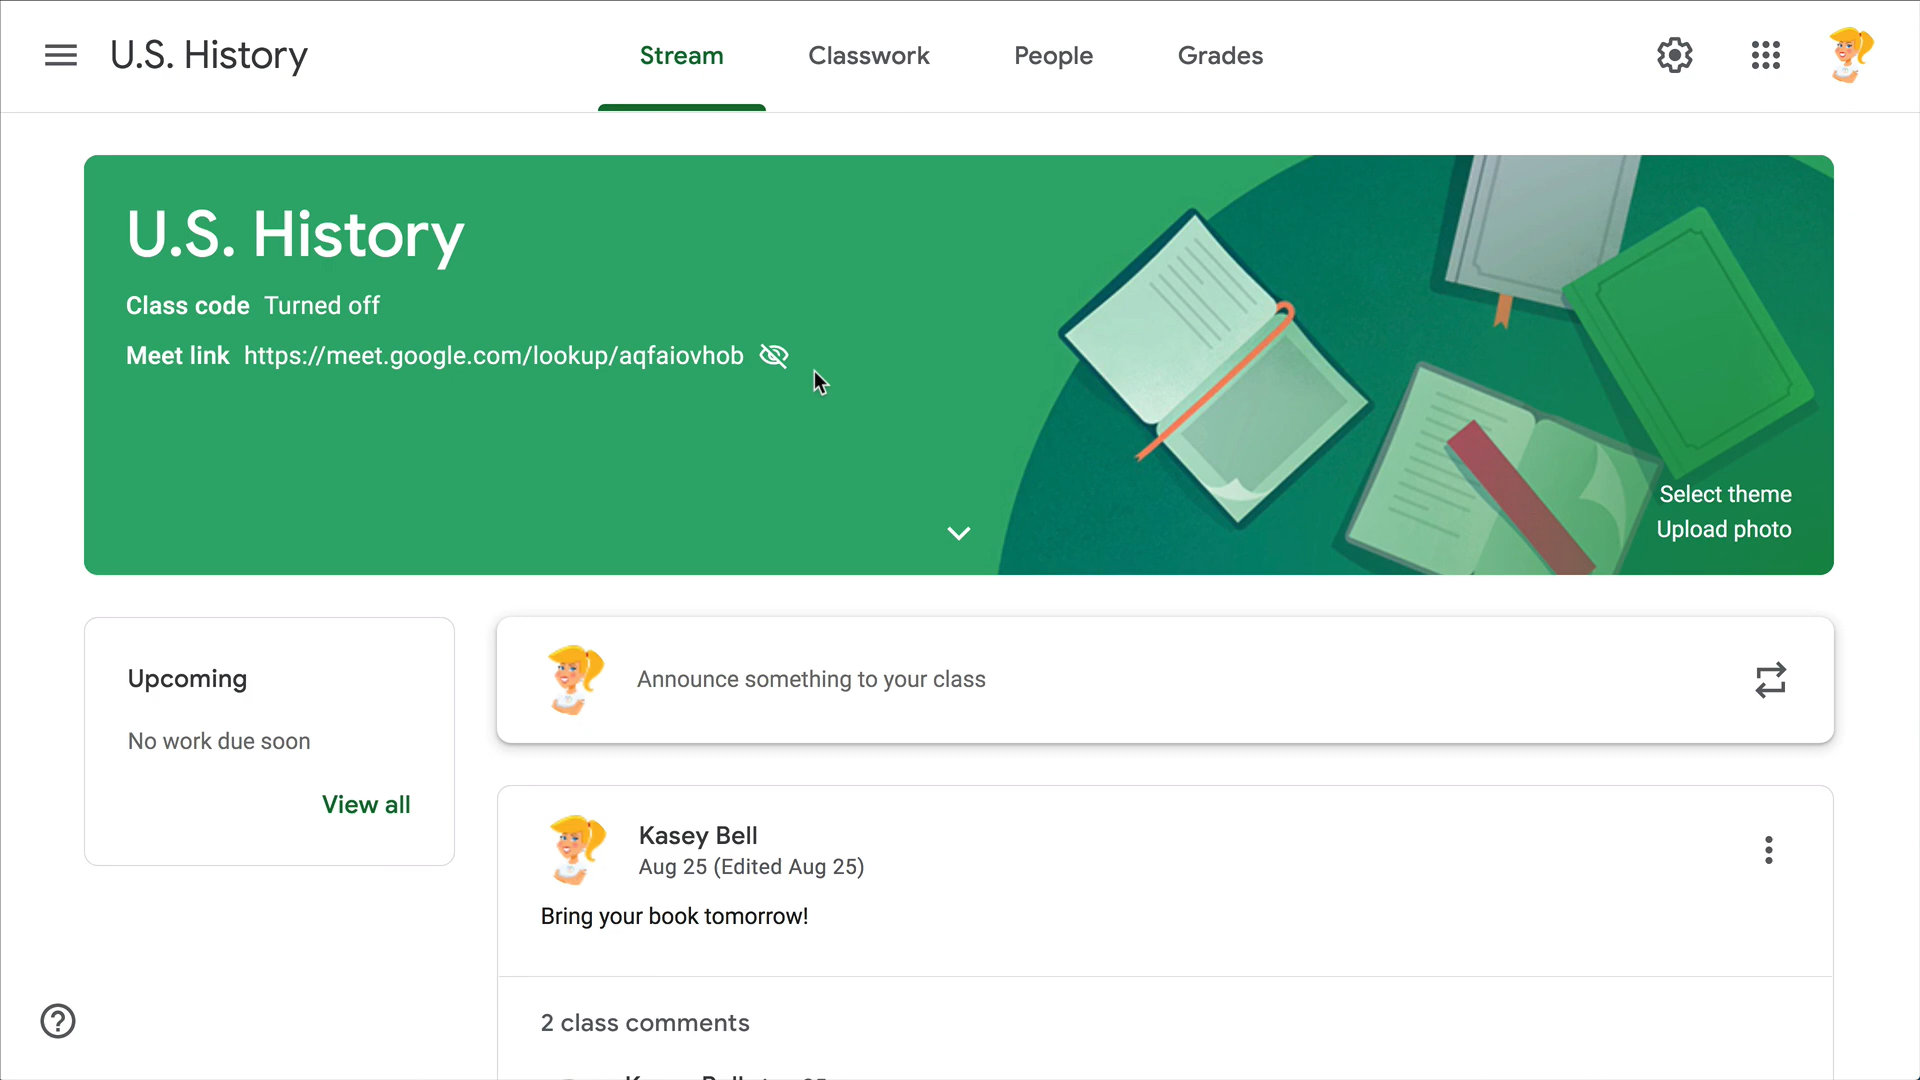 U.S. History
Stream
Classwork
People
Grades
U.S. History
Class code Turned off
Meet link https://meet.google.com/lookup/aqfaiovhob
Select theme
Upload photo
Upcoming
No work due soon
View all
Announce something to your class
Kasey Bell
Aug 25 (Edited Aug 25)
Bring your book tomorrow!
2 class comments